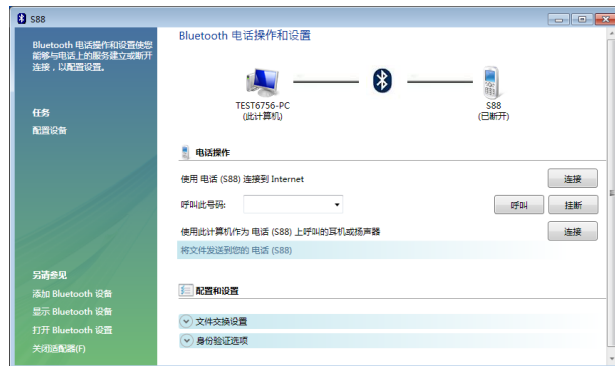 S88
Bluetooth 电话操作和设置使您
能够与电话上的服务建立或断开
连接，以配置设置。
任务
配置设备
另请参见
添加 Bluetooth 设备
显示 Bluetooth 设备
打开 Bluetooth 设置
关闭适配器(F)
Bluetooth 电话操作和设置
TEST6756-PC
(此计算机)
S88
(已断开)
电话操作
使用 电话 (S88) 连接到 Internet
连接
呼叫此号码:
呼叫
挂断
使用此计算机作为 电话 (S88) 上呼叫的耳机或扬声器
连接
将文件发送到您的 电话 (S88)
配置和设置
文件交换设置
身份验证选项